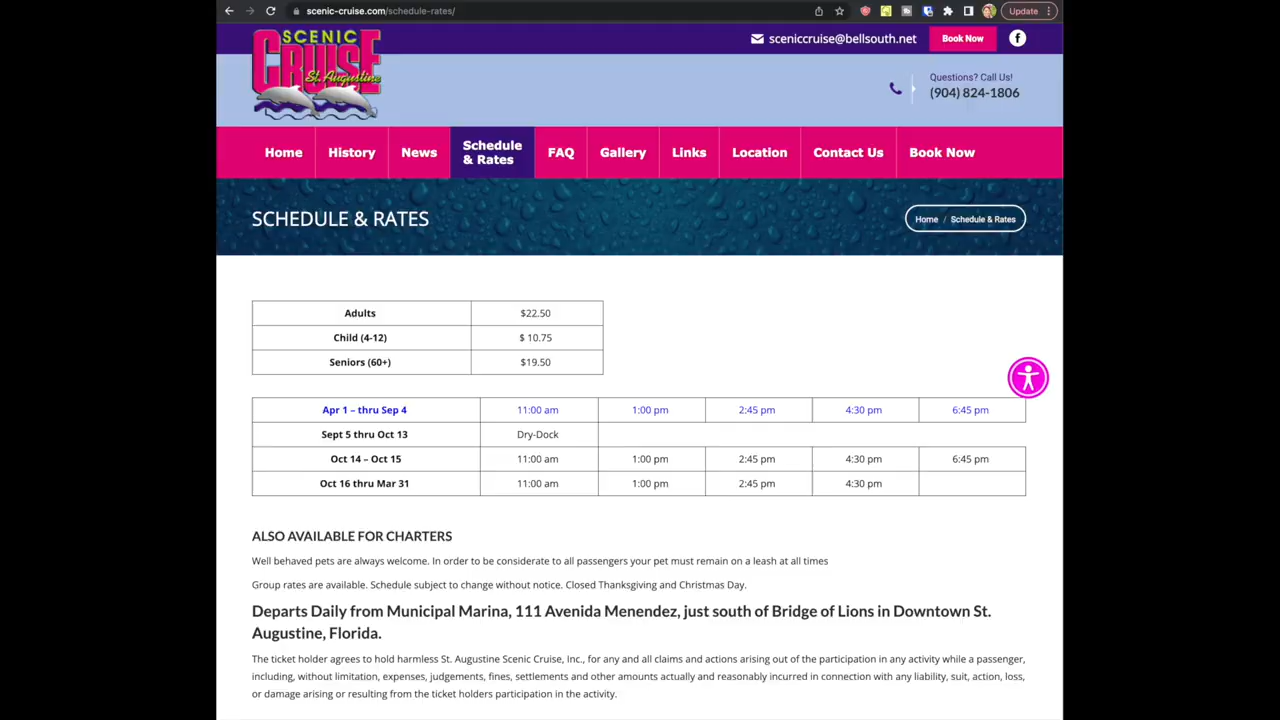 scenic-cruise.com/schedule-rates/
Update
SCENIC
CRUISE
St. Augustine
sceniccruise@bellsouth.net
Book Now
Questions? Call Us!
(904) 824-1806
Home
History
News
Schedule
& Rates
FAQ
Gallery
Links
Location
Contact Us
Book Now
SCHEDULE & RATES
Home / Schedule & Rates
Adults $22.50
Child (4-12) $ 10.75
Seniors (60+) $19.50
Apr 1 – thru Sep 4 11:00 am 1:00 pm 2:45 pm 4:30 pm 6:45 pm
Sept 5 thru Oct 13 Dry-Dock
Oct 14 – Oct 15 11:00 am 1:00 pm 2:45 pm 4:30 pm 6:45 pm
Oct 16 thru Mar 31 11:00 am 1:00 pm 2:45 pm 4:30 pm
ALSO AVAILABLE FOR CHARTERS
Well behaved pets are always welcome. In order to be considerate to all passengers your pet must remain on a leash at all times
Group rates are available. Schedule subject to change without notice. Closed Thanksgiving and Christmas Day.
Departs Daily from Municipal Marina, 111 Avenida Menendez, just south of Bridge of Lions in Downtown St.
Augustine, Florida.
The ticket holder agrees to hold harmless St. Augustine Scenic Cruise, Inc., for any and all claims and actions arising out of the participation in any activity while a passenger,
including, without limitation, expenses, judgements, fines, settlements and other amounts actually and reasonably incurred in connection with any liability, suit, action, loss,
or damage arising or resulting from the ticket holders participation in the activity.